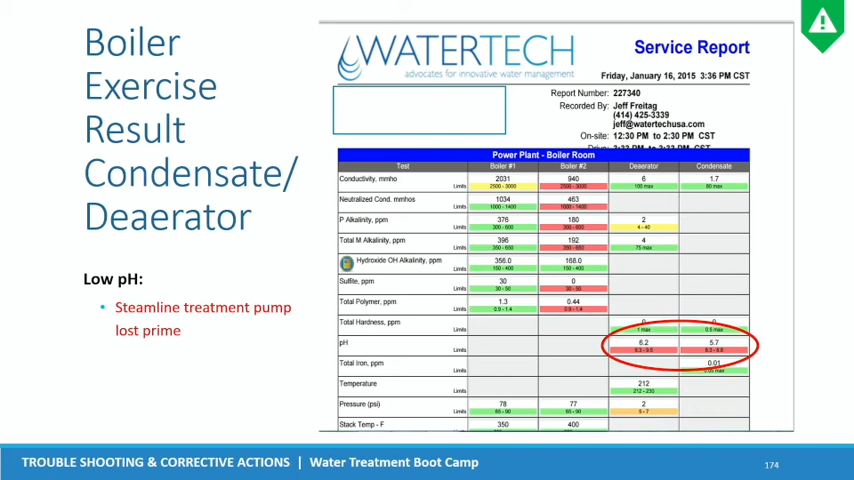 Boiler
Exercise
Result
Condensate/
Deaerator
Low pH:
• Steamline treatment pump
lost prime
WATERTECH
advocates for innovative water management
Service Report
Friday, January 16, 2015 3:36 PM CST
Report Number: 227340
Recorded By: Jeff Freitag
(414) 425-3339
jeff@watertechusa.com
On-site: 12:30 PM to 2:30 PM CST
Power Plant - Boiler Room
Test Boiler #1 Boiler #2 Deaerator Condensate
Conductivity, mmho 2031 940 6 1.7
Limits 2500 - 3000 2500 - 3000 100 max 80 max
Neutralized Cond. mmhos 1034 463
Limits 1000 - 1400 1000 - 1400
P Alkalinity, ppm 376 180 2
Limits 300 - 600 300 - 600 4 - 40
Total M Alkalinity, ppm 396 192 4
Limits 350 - 650 350 - 650 75 max
Hydroxide OH Alkalinity, ppm 356.0 168.0
Limits 150 - 400 150 - 400
Sulfite, ppm 30 0
Limits 30 - 50 30 - 50
Total Polymer, ppm 1.3 0.44
Limits 0.9 - 1.4 0.9 - 1.4
Total Hardness, ppm 0 0
Limits 1 max 0.5 max
pH 6.2 5.7
Limits 8.3 - 8.8
Total Iron, ppm 0.01
Limits 0.05 max
Temperature 212
Limits 212 - 230
Pressure (psi) 78 77 2
Limits 65 - 90 65 - 90 5 - 7
Stack Temp - F 350 400
TROUBLE SHOOTING & CORRECTIVE ACTIONS | Water Treatment Boot Camp
174